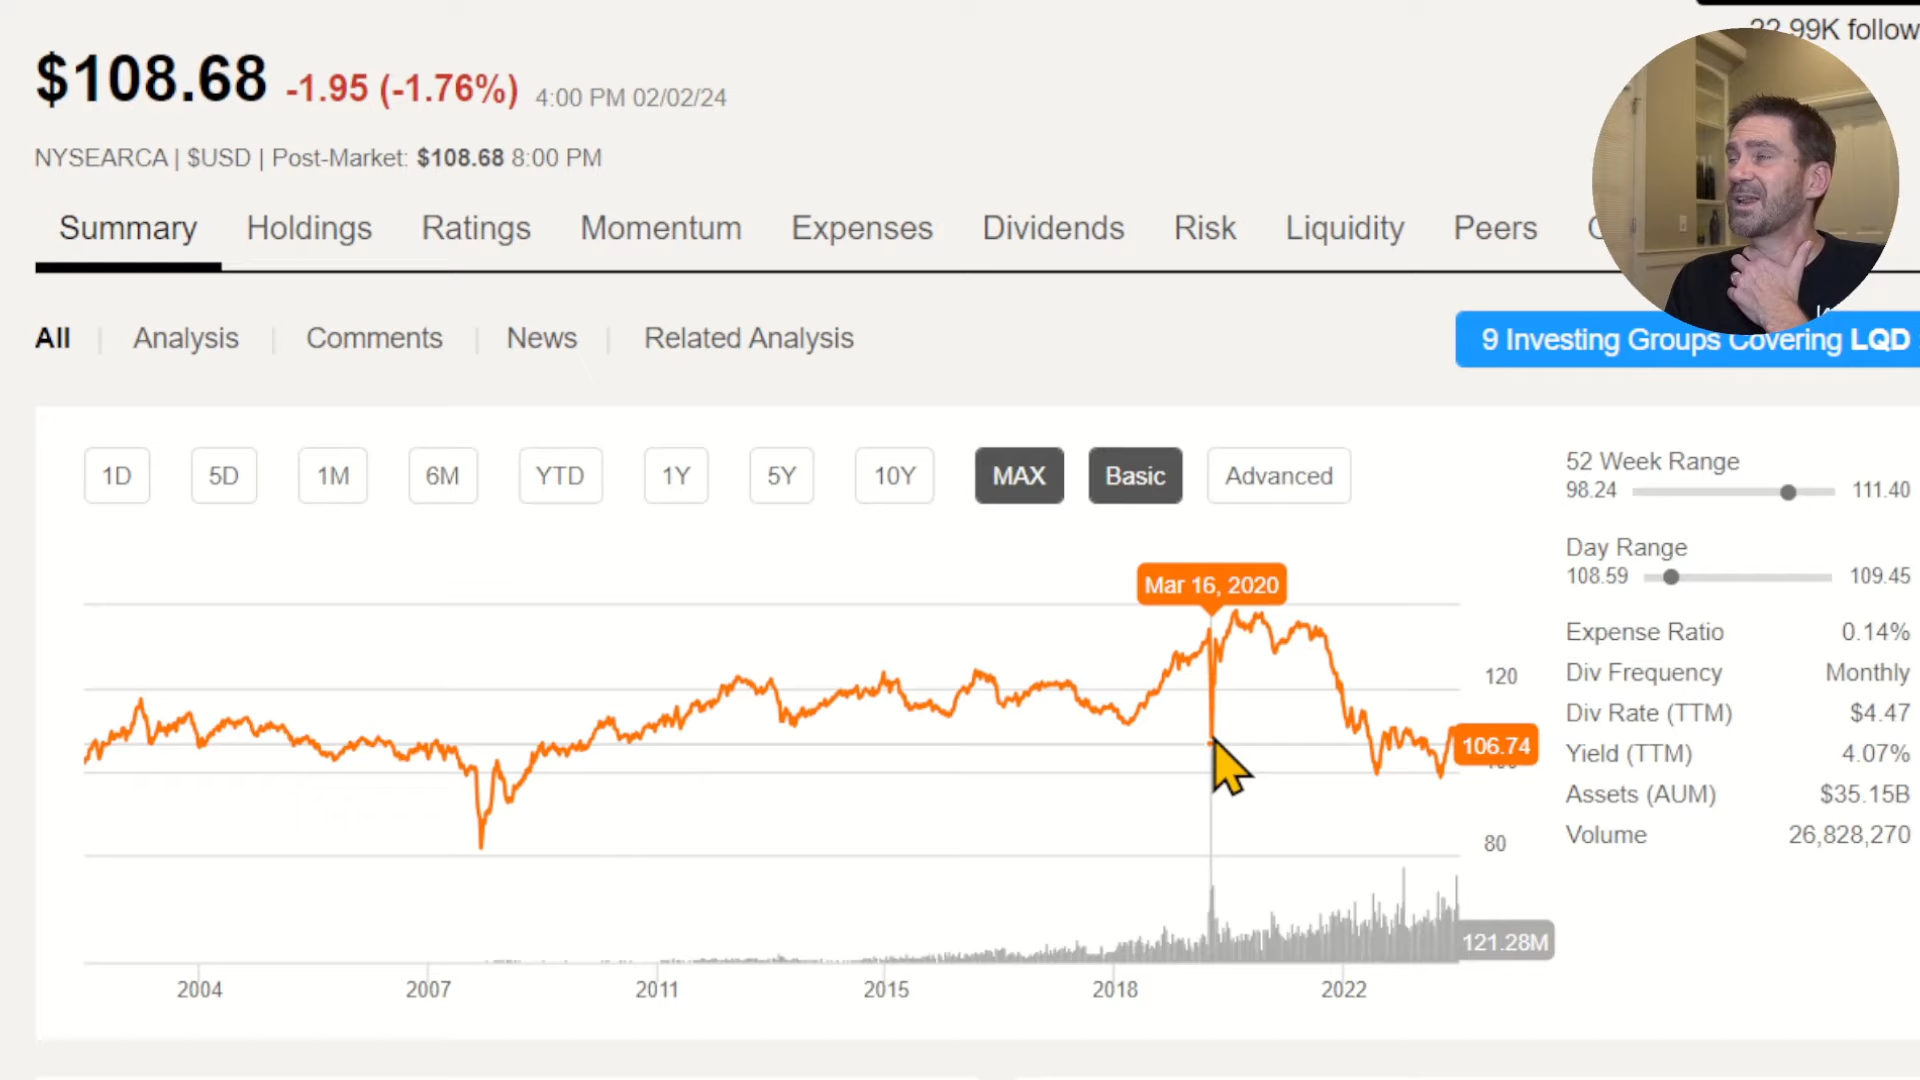 22.99K follow
$108.68 -1.95 (-1.76%) 4:00 PM 02/02/24
NYSEARCA | $USD | Post-Market: $108.68 8:00 PM
Summary Holdings Ratings Momentum Expenses Dividends Risk Liquidity Peers
All | Analysis | Comments | News | Related Analysis
9 Investing Groups Covering LQD
1D 5D 1M 6M YTD 1Y 5Y 10Y MAX Basic Advanced
52 Week Range
98.24 111.40
Day Range
108.59 109.45
Mar 16, 2020
Expense Ratio 0.14%
Div Frequency Monthly
Div Rate (TTM) $4.47
Yield (TTM) 4.07%
Assets (AUM) $35.15B
Volume 26,828,270
120
106.74
80
121.28M
2004 2007 2011 2015 2018 2022